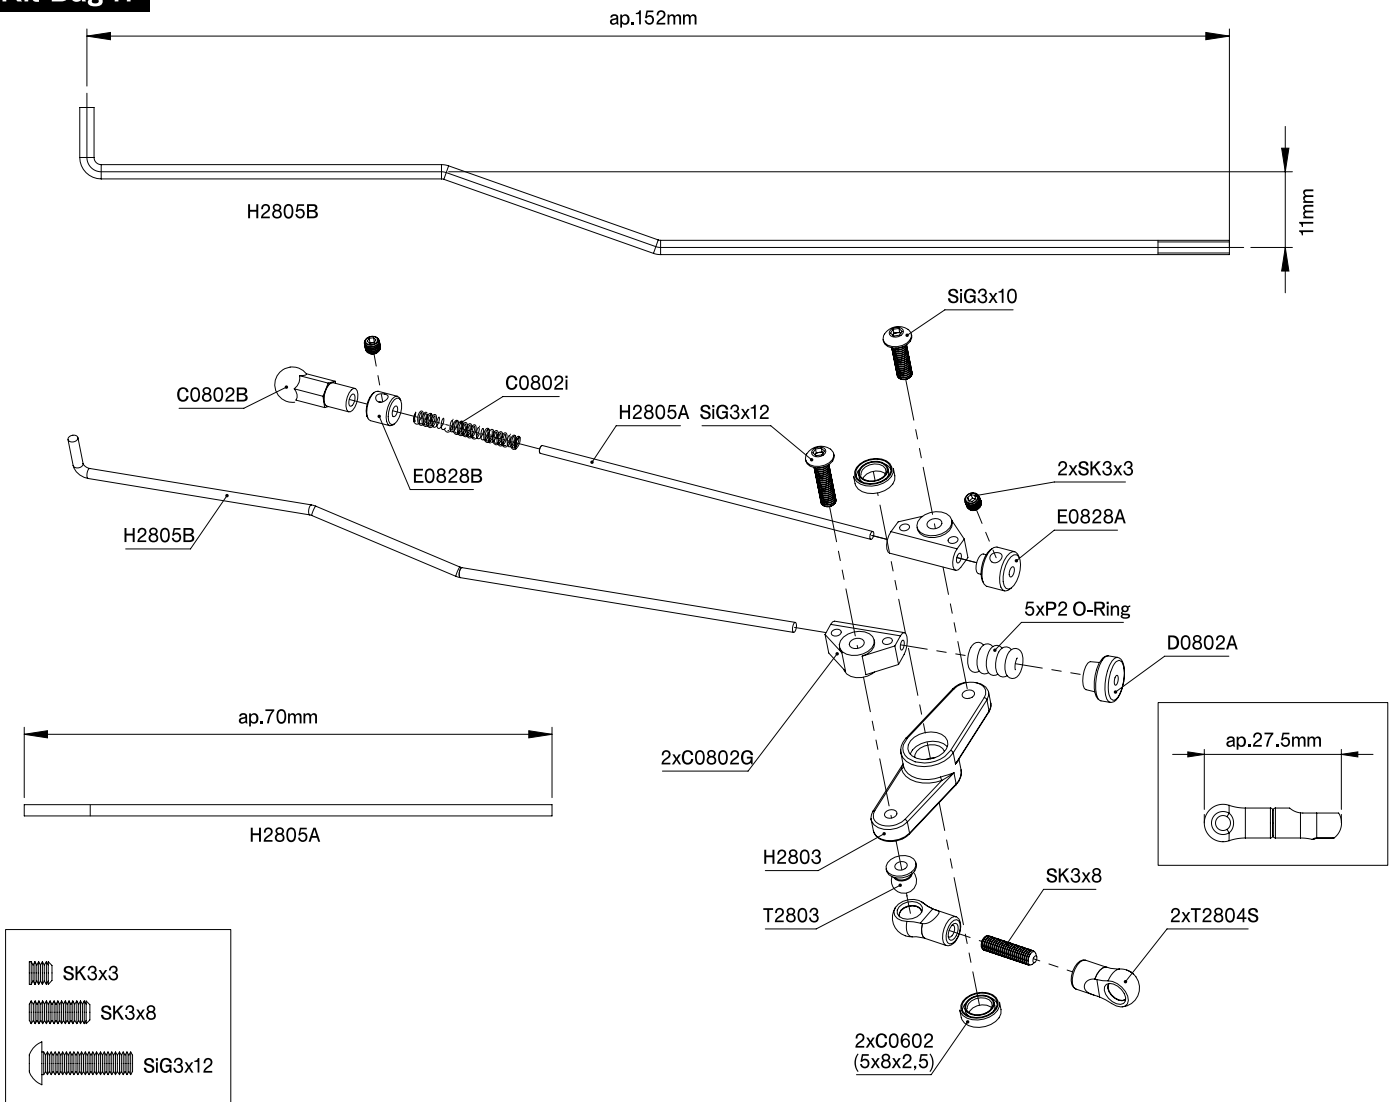 ap.152mm
H2805B
11mm
SiG3x10
C0802B
C0802i
H2805A
SiG3x12
E0828B
2xSK3x3
E0828A
H2805B
5xP2 O-Ring
D0802A
ap.70mm
2xC0802G
ap.27.5mm
H2805A
H2803
SK3x8
T2803
2xT2804S
SK3x3
SK3x8
SiG3x12
2xC0602
(5x8x2,5)